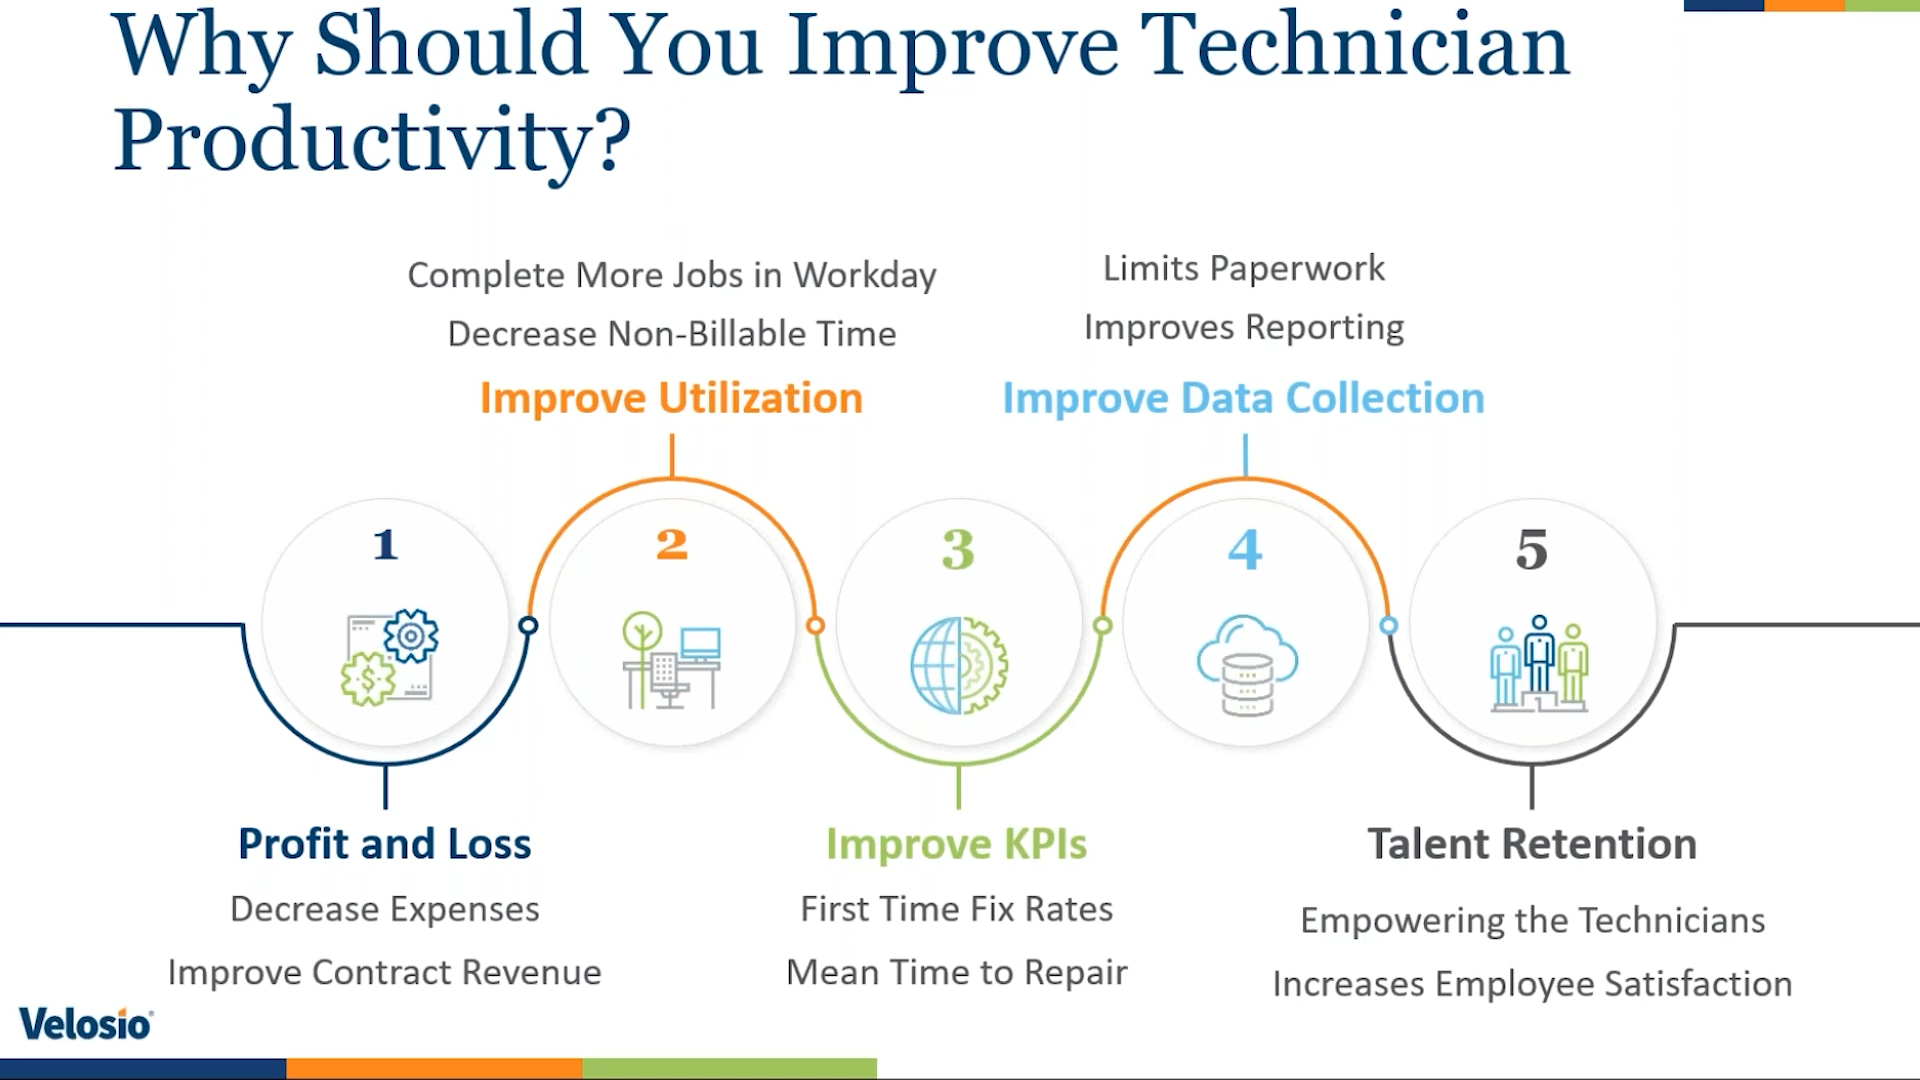 Why Should You Improve Technician
Productivity?
Complete More Jobs in Workday
Decrease Non-Billable Time
Improve Utilization
Limits Paperwork
Improves Reporting
Improve Data Collection
1
2
3
4
5
$
1
Profit and Loss
Decrease Expenses
Improve Contract Revenue
Improve KPIs
First Time Fix Rates
Mean Time to Repair
Talent Retention
Empowering the Technicians
Increases Employee Satisfaction
Velosio